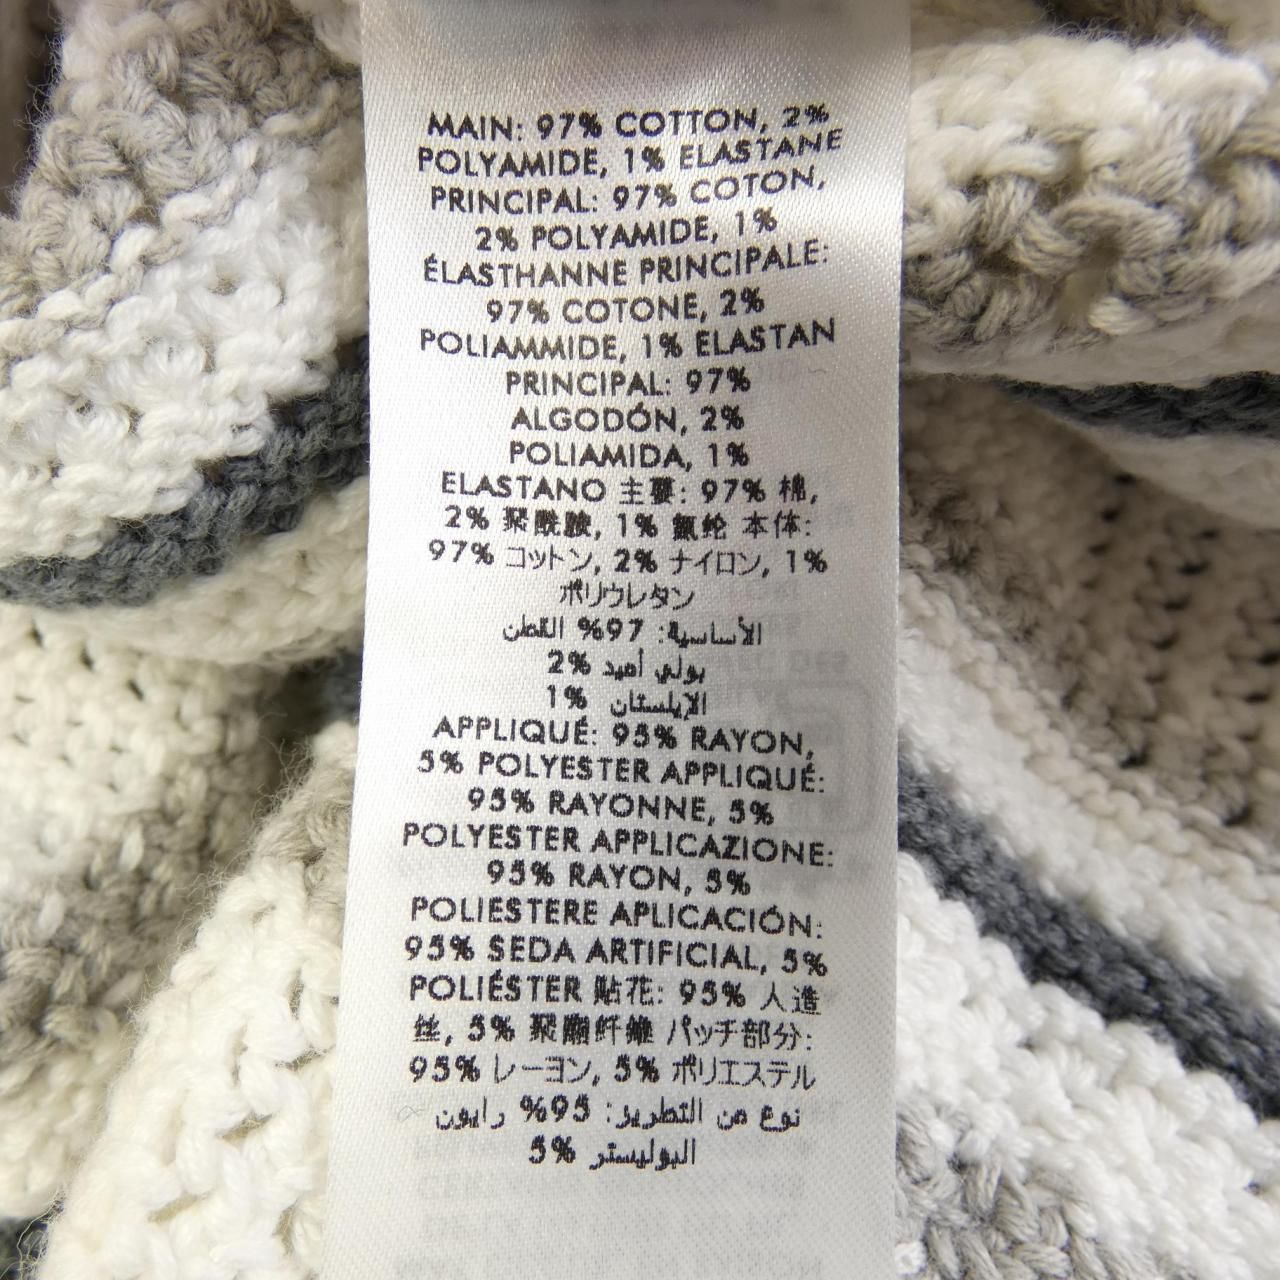 MAIN: 97% COTTON, 2%
POLYAMIDE, 1% ELASTANE
PRINCIPAL: 97% COTON,
2% POLYAMIDE, 1%
ÉLASTHANNE PRINCIPALE:
97% COTONE, 2%
POLIAMMIDE, 1% ELASTAN
PRINCIPAL: 97%
ALGODÓN, 2%
POLIAMIDA, 1%
ELASTANO 主要: 97% 棉,
2% 聚酰胺, 1% 氨纶 本体:
97% コットン, 2% ナイロン, 1%
ポリウレタン
الأساسية: 97% القطن
بولي أميد 2%
الإيلستان 1%
APPLIQUÉ: 95% RAYON,
5% POLYESTER APPLIQUÉ:
95% RAYONNE, 5%
POLYESTER APPLICAZIONE:
95% RAYON, 5%
POLIESTERE APLICACIÓN:
95% SEDA ARTIFICIAL, 5%
POLIÉSTER 貼花: 95% 人造
丝, 5% 聚酯纤维 パッチ部分:
95% レーヨン, 5% ポリエステル
نوع من التطريز: 95% رايون
البوليستر 5%